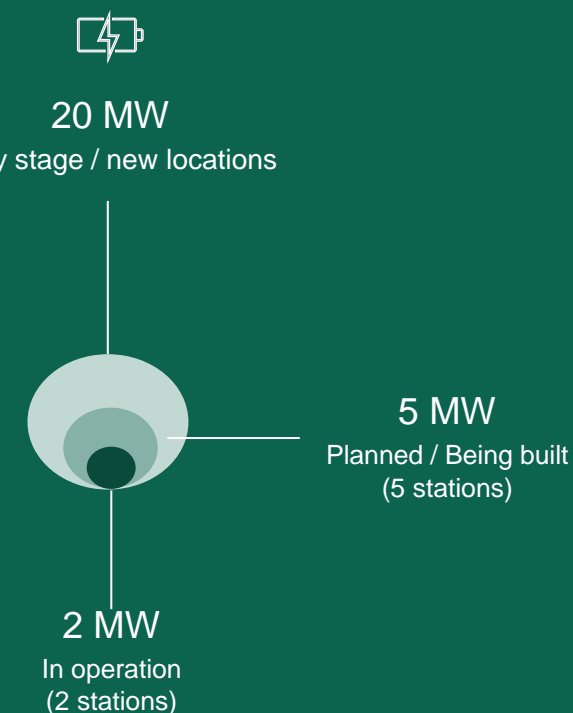 20 MW
stage / new locations
5 MW
Planned / Being built
(5 stations)
2 MW
In operation
(2 stations)